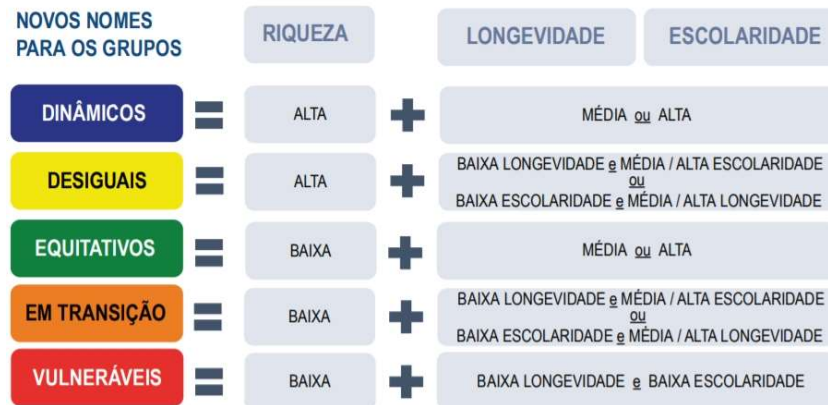 NOVOS NOMES
PARA OS GRUPOS
RIQUEZA
LONGEVIDADE
ESCOLARIDADE
DINÂMICOS
ALTA
MÉDIA ou ALTA
DESIGUAIS
ALTA
BAIXA LONGEVIDADE e MÉDIA / ALTA ESCOLARIDADE
ou
BAIXA ESCOLARIDADE e MÉDIA / ALTA LONGEVIDADE
EQUITATIVOS
BAIXA
MÉDIA ou ALTA
EM TRANSIÇÃO
BAIXA
BAIXA LONGEVIDADE e MÉDIA / ALTA ESCOLARIDADE
ou
BAIXA ESCOLARIDADE e MÉDIA / ALTA LONGEVIDADE
VULNERÁVEIS
BAIXA
BAIXA LONGEVIDADE e BAIXA ESCOLARIDADE